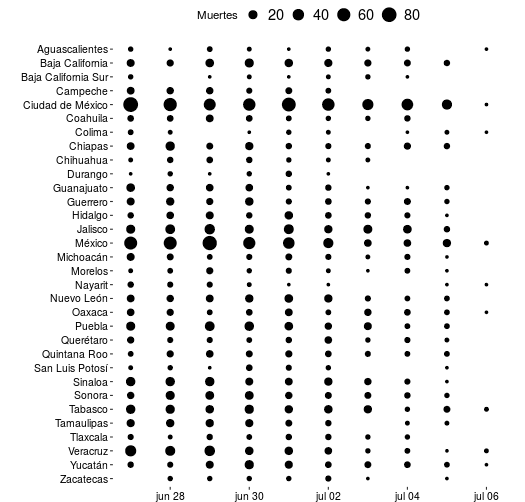 Muertes 20 40 60 80
Aguascalientes
Baja California
Baja California Sur
Campeche
Ciudad de México
Coahuila
Colima
Chiapas
Chihuahua
Durango
Guanajuato
Guerrero
Hidalgo
Jalisco
México
Michoacán
Morelos
Nayarit
Nuevo León
Oaxaca
Puebla
Querétaro
Quintana Roo
San Luis Potosí
Sinaloa
Sonora
Tabasco
Tamaulipas
Tlaxcala
Veracruz
Yucatán
Zacatecas
jun 28 jun 30 jul 02 jul 04 jul 06